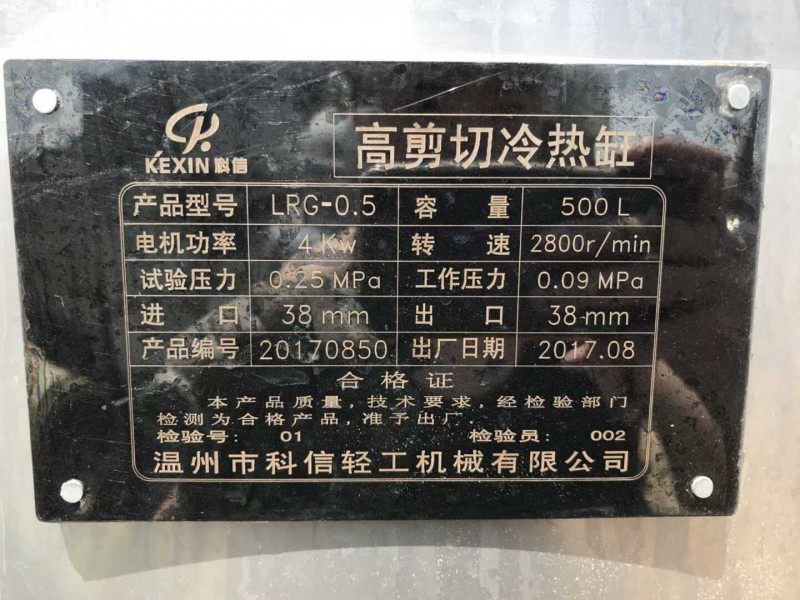 KEXIN 科信
高剪切冷热缸
产品型号 LRG-0.5 容量 500 L
电机功率 4 Kw 转速 2800r/min
试验压力 0.25 MPa 工作压力 0.09 MPa
进口 38 mm 出口 38 mm
产品编号 20170850 出厂日期 2017.08
合格证
本产品质量，技术要求，经检验部门
检测为合格产品，准予出厂。
检验号： 01 检验员： 002
温州市科信轻工机械有限公司